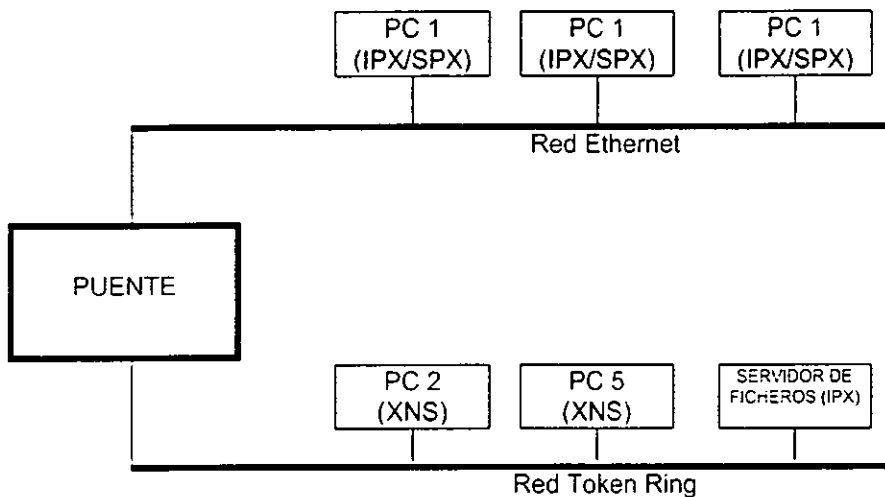 PC 1
(IPX/SPX)
PC 1
(IPX/SPX)
PC 1
(IPX/SPX)
Red Ethernet
PUENTE
PC 2
(XNS)
PC 5
(XNS)
SERVIDOR DE
FICHEROS (IPX)
Red Token Ring